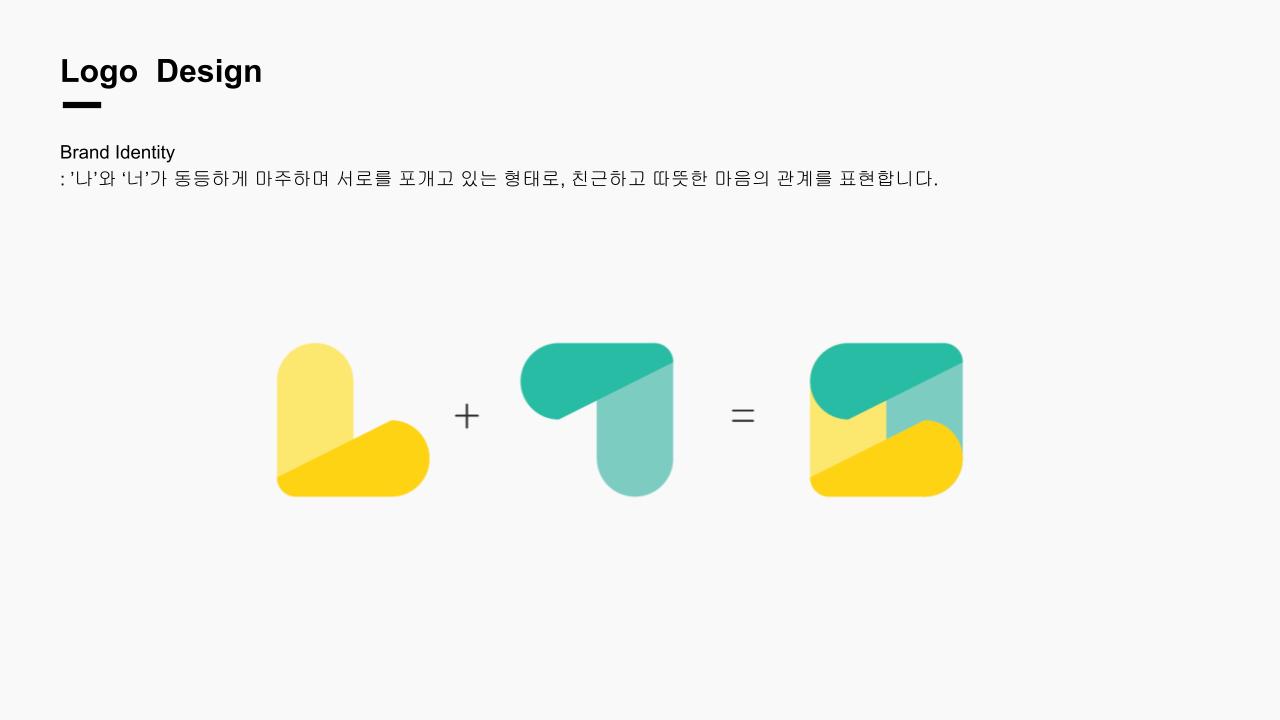 Logo  Design
Brand Identity
: ’나’와 ‘너’가 동등하게 마주하며 서로를 포개고 있는 형태로, 친근하고 따뜻한 마음의 관계를 표현합니다.
+ =